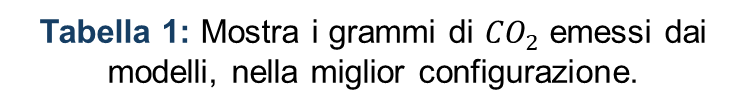 Tabella 1: Mostra i grammi di CO₂ emessi dai
modelli, nella miglior configurazione.